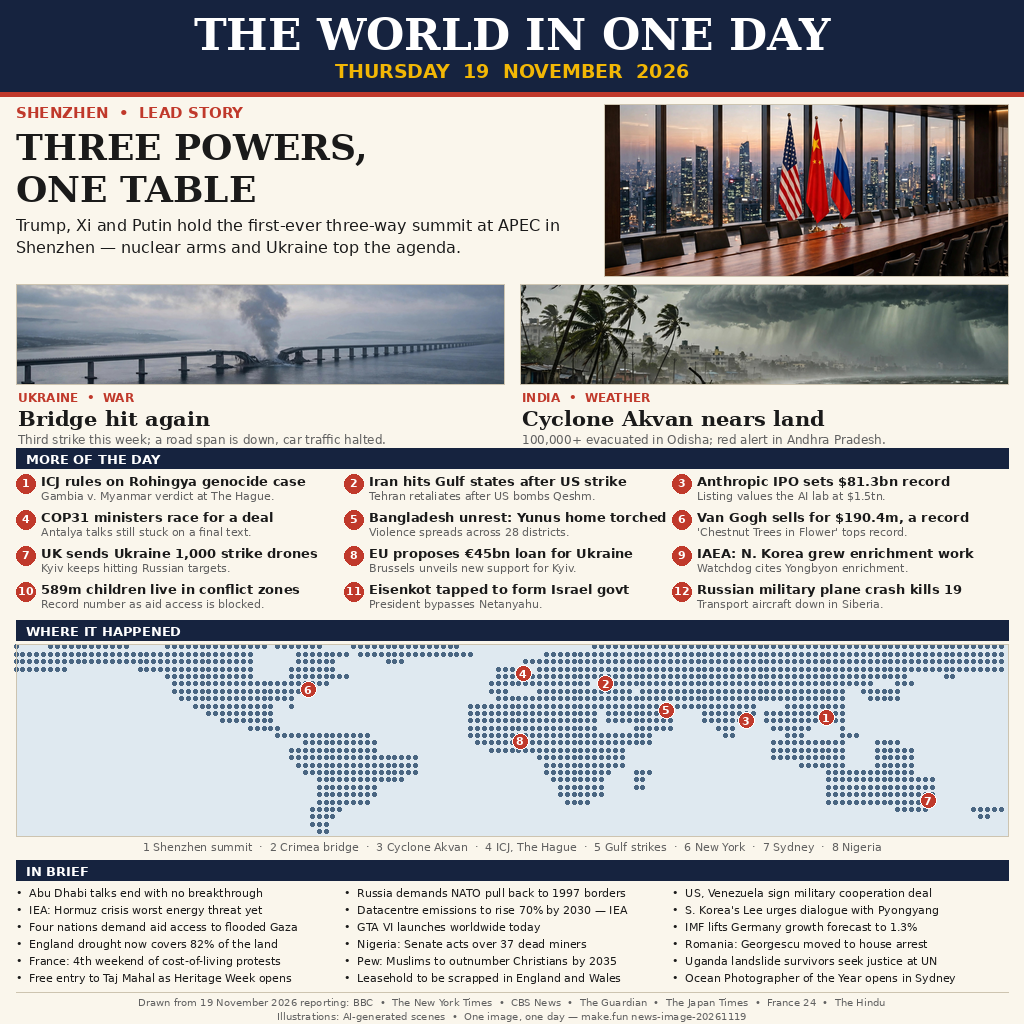 THE WORLD IN ONE DAY
THURSDAY 19 NOVEMBER 2026
SHENZHEN • LEAD STORY
THREE POWERS,
ONE TABLE
Trump, Xi and Putin hold the first-ever three-way summit at APEC in
Shenzhen — nuclear arms and Ukraine top the agenda.
UKRAINE • WAR
Bridge hit again
Third strike this week; a road span is down, car traffic halted.
INDIA • WEATHER
Cyclone Akvan nears land
100,000+ evacuated in Odisha; red alert in Andhra Pradesh.
MORE OF THE DAY
1 ICJ rules on Rohingya genocide case
Gambia v. Myanmar verdict at The Hague.
2 Iran hits Gulf states after US strike
Tehran retaliates after US bombs Qeshm.
3 Anthropic IPO sets $81.3bn record
Listing values the AI lab at $1.5tn.
4 COP31 ministers race for a deal
Antalya talks still stuck on a final text.
5 Bangladesh unrest: Yunus home torched
Violence spreads across 28 districts.
6 Van Gogh sells for $190.4m, a record
'Chestnut Trees in Flower' tops record.
7 UK sends Ukraine 1,000 strike drones
Kyiv keeps hitting Russian targets.
8 EU proposes €45bn loan for Ukraine
Brussels unveils new support for Kyiv.
9 IAEA: N. Korea grew enrichment work
Watchdog cites Yongbyon enrichment.
10 589m children live in conflict zones
Record number as aid access is blocked.
11 Eisenkot tapped to form Israel govt
President bypasses Netanyahu.
12 Russian military plane crash kills 19
Transport aircraft down in Siberia.
WHERE IT HAPPENED
4
6
2
5
3
1
8
7
1 Shenzhen summit · 2 Crimea bridge · 3 Cyclone Akvan · 4 ICJ, The Hague · 5 Gulf strikes · 6 New York · 7 Sydney · 8 Nigeria
IN BRIEF
• Abu Dhabi talks end with no breakthrough
• IEA: Hormuz crisis worst energy threat yet
• Four nations demand aid access to flooded Gaza
• England drought now covers 82% of the land
• France: 4th weekend of cost-of-living protests
• Free entry to Taj Mahal as Heritage Week opens
• Russia demands NATO pull back to 1997 borders
• Datacentre emissions to rise 70% by 2030 — IEA
• GTA VI launches worldwide today
• Nigeria: Senate acts over 37 dead miners
• Pew: Muslims to outnumber Christians by 2035
• Leasehold to be scrapped in England and Wales
• US, Venezuela sign military cooperation deal
• S. Korea's Lee urges dialogue with Pyongyang
• IMF lifts Germany growth forecast to 1.3%
• Romania: Georgescu moved to house arrest
• Uganda landslide survivors seek justice at UN
• Ocean Photographer of the Year opens in Sydney
Drawn from 19 November 2026 reporting: BBC • The New York Times • CBS News • The Guardian • The Japan Times • France 24 • The Hindu
Illustrations: AI-generated scenes • One image, one day — make.fun news-image-20261119